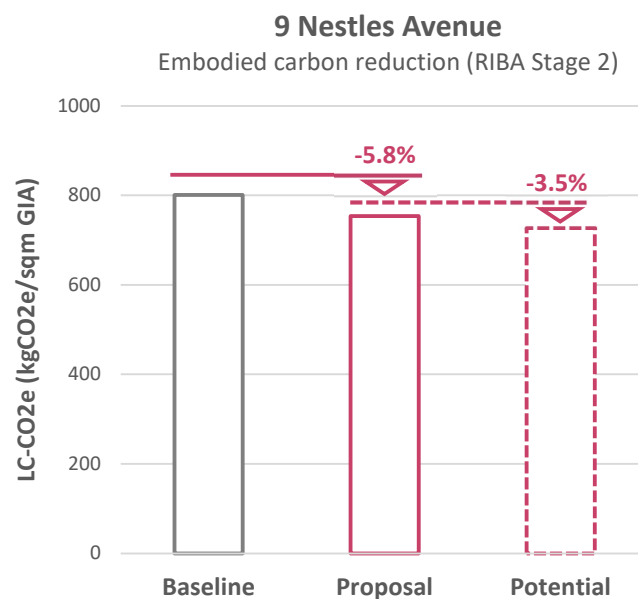 9 Nestles Avenue
Embodied carbon reduction (RIBA Stage 2)
LC-CO2e (kgCO2e/sqm GIA)
1000
800
600
400
200
0
-5.8%
-3.5%
Baseline
Proposal
Potential